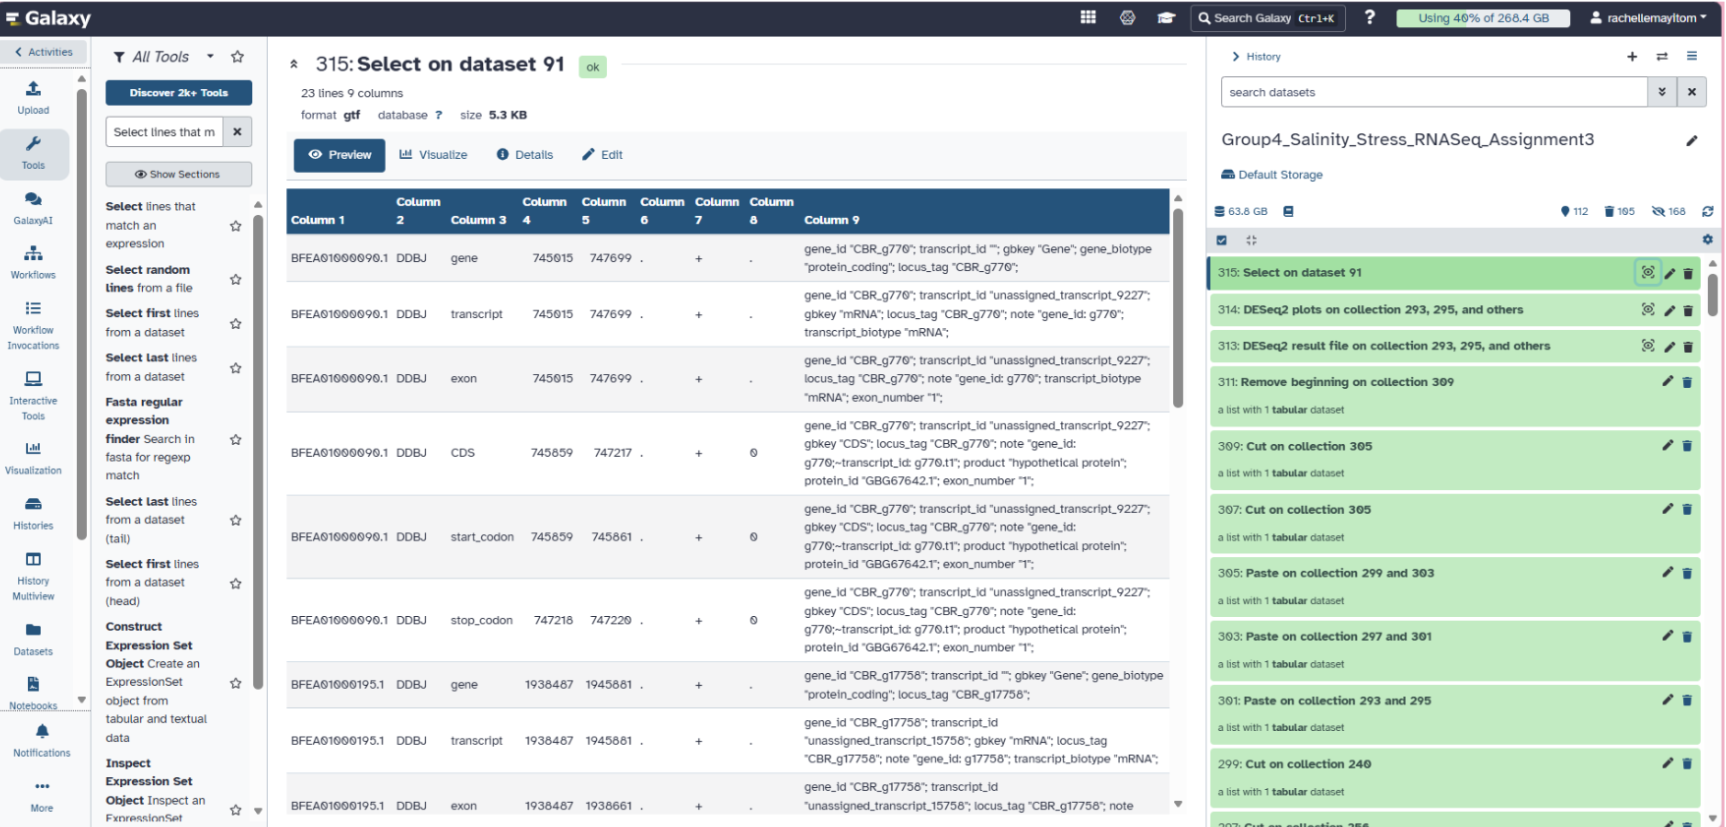 Galaxy
Search Galaxy Ctrl+K
?
Using 40% of 268.4 GB
rachellemayitom
Activities
Upload
Tools
GalaxyAI
Workflows
Workflow
Invocations
Interactive
Tools
Visualization
Histories
History
Multiview
Datasets
Notebooks
Notifications
More
All Tools
Discover 2k+ Tools
Select lines that m
Show Sections
Select lines that
match an
expression
Select random
lines from a file
Select first lines
from a dataset
Select last lines
from a dataset
Fasta regular
expression
finder Search in
fasta for regexp
match
Select last lines
from a dataset
(tail)
Select first lines
from a dataset
(head)
Construct
Expression Set
Object Create an
ExpressionSet
object from
tabular and textual
data
Inspect
Expression Set
Object Inspect an
ExpressionSet
315: Select on dataset 91 ok
23 lines 9 columns
format gtf database ? size 5.3 KB
Preview Visualize Details Edit
Column 1 Column 2 Column 3 Column 4 Column 5 Column 6 Column 7 Column 8 Column 9
BFEA01000090.1 DDBJ gene 745015 747699 . + . gene_id "CBR_g770"; transcript_id ""; gbkey "Gene"; gene_biotype
"protein_coding"; locus_tag "CBR_g770";
BFEA01000090.1 DDBJ transcript 745015 747699 . + . gene_id "CBR_g770"; transcript_id "unassigned_transcript_9227";
gbkey "mRNA"; locus_tag "CBR_g770"; note "gene_id: g770";
transcript_biotype "mRNA";
BFEA01000090.1 DDBJ exon 745015 747699 . + . gene_id "CBR_g770"; transcript_id "unassigned_transcript_9227";
locus_tag "CBR_g770"; note "gene_id: g770"; transcript_biotype
"mRNA"; exon_number "1";
BFEA01000090.1 DDBJ CDS 745859 747217 . + 0 gene_id "CBR_g770"; transcript_id "unassigned_transcript_9227";
gbkey "CDS"; locus_tag "CBR_g770"; note "gene_id:
g770;~transcript_id: g770.t1"; product "hypothetical protein";
protein_id "GBG67642.1"; exon_number "1";
BFEA01000090.1 DDBJ start_codon 745859 745861 . + 0 gene_id "CBR_g770"; transcript_id "unassigned_transcript_9227";
gbkey "CDS"; locus_tag "CBR_g770"; note "gene_id:
g770;~transcript_id: g770.t1"; product "hypothetical protein";
protein_id "GBG67642.1"; exon_number "1";
BFEA01000090.1 DDBJ stop_codon 747218 747220 . + 0 gene_id "CBR_g770"; transcript_id "unassigned_transcript_9227";
gbkey "CDS"; locus_tag "CBR_g770"; note "gene_id:
g770;~transcript_id: g770.t1"; product "hypothetical protein";
protein_id "GBG67642.1"; exon_number "1";
BFEA01000195.1 DDBJ gene 1938487 1945881 . + . gene_id "CBR_g17758"; transcript_id ""; gbkey "Gene"; gene_biotype
"protein_coding"; locus_tag "CBR_g17758";
BFEA01000195.1 DDBJ transcript 1938487 1945881 . + . gene_id "CBR_g17758"; transcript_id
"unassigned_transcript_15758"; gbkey "mRNA"; locus_tag
"CBR_g17758"; note "gene_id: g17758"; transcript_biotype "mRNA";
BFEA01000195.1 DDBJ exon 1938487 1938661 . + . gene_id "CBR_g17758"; transcript_id
"unassigned_transcript_15758"; locus_tag "CBR_g17758"; note
History
search datasets
Group4_Salinity_Stress_RNASeq_Assignment3
Default Storage
63.8 GB 112 105 168
315: Select on dataset 91
314: DESeq2 plots on collection 293, 295, and others
313: DESeq2 result file on collection 293, 295, and others
311: Remove beginning on collection 309
a list with 1 tabular dataset
309: Cut on collection 305
a list with 1 tabular dataset
307: Cut on collection 305
a list with 1 tabular dataset
305: Paste on collection 299 and 303
a list with 1 tabular dataset
303: Paste on collection 297 and 301
a list with 1 tabular dataset
301: Paste on collection 293 and 295
a list with 1 tabular dataset
299: Cut on collection 240
a list with 1 tabular dataset
297: Cut on collection 256